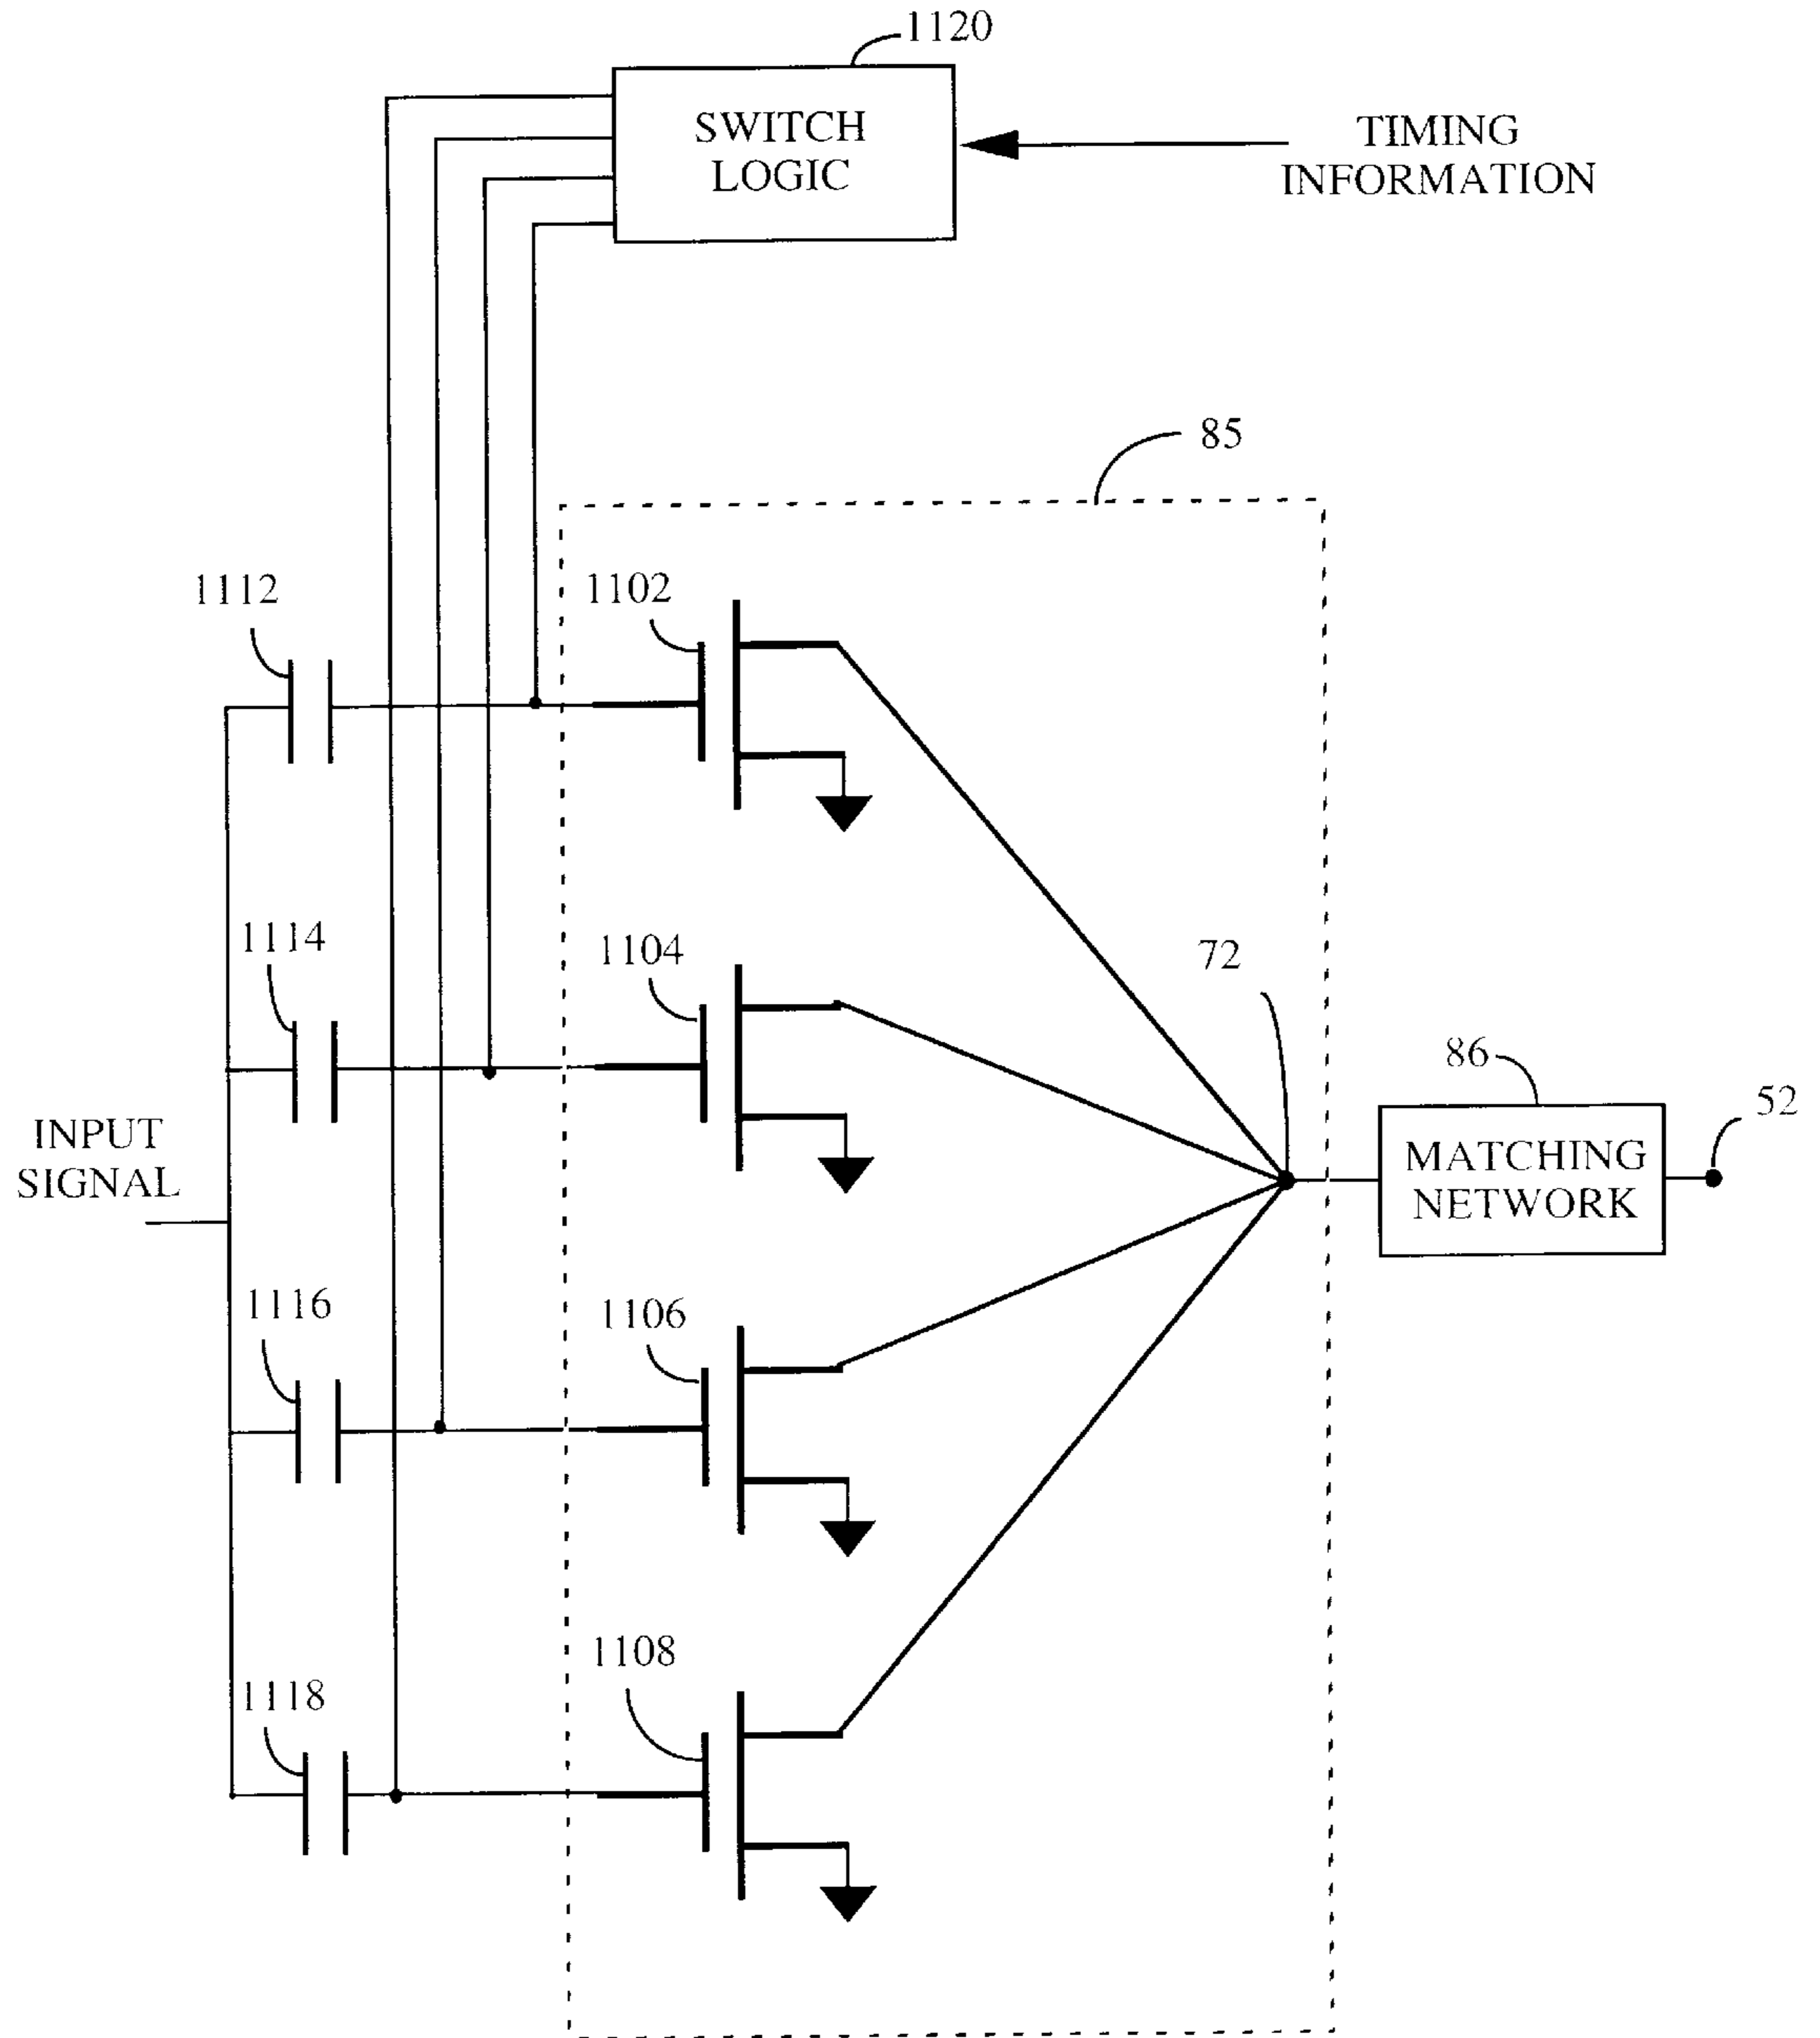 1120
SWITCH
LOGIC
TIMING
INFORMATION
85
1112
1102
1114
1104
72
86
52
INPUT
SIGNAL
MATCHING
NETWORK
1116
1106
1108
1118